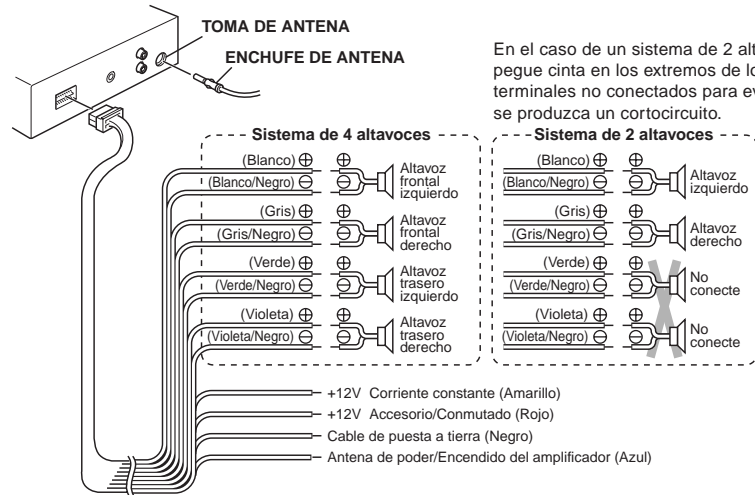 TOMA DE ANTENA
ENCHUFE DE ANTENA
En el caso de un sistema de 2
pegue cinta en los extremos de
terminales no conectados para
se produzca un cortocircuito.
Sistema de 4 altavoces
(Blanco) ⊕ ⊕
(Blanco/Negro) ⊖ ⊖
Altavoz
frontal
izquierdo
(Gris) ⊕ ⊕
(Gris/Negro) ⊖ ⊖
Altavoz
frontal
derecho
(Verde) ⊕ ⊕
(Verde/Negro) ⊖ ⊖
Altavoz
trasero
izquierdo
(Violeta) ⊕ ⊕
(Violeta/Negro) ⊖ ⊖
Altavoz
trasero
derecho
Sistema de 2 altavoces
(Blanco) ⊕ ⊕
(Blanco/Negro) ⊖ ⊖
Altavoz
izquierdo
(Gris) ⊕ ⊕
(Gris/Negro) ⊖ ⊖
Altavoz
derecho
(Verde) ⊕ ⊕
(Verde/Negro) ⊖ ⊖
No
conecte
(Violeta) ⊕ ⊕
(Violeta/Negro) ⊖ ⊖
No
conecte
+12V Corriente constante (Amarillo)
+12V Accesorio/Conmutado (Rojo)
Cable de puesta a tierra (Negro)
Antena de poder/Encendido del amplificador (Azul)